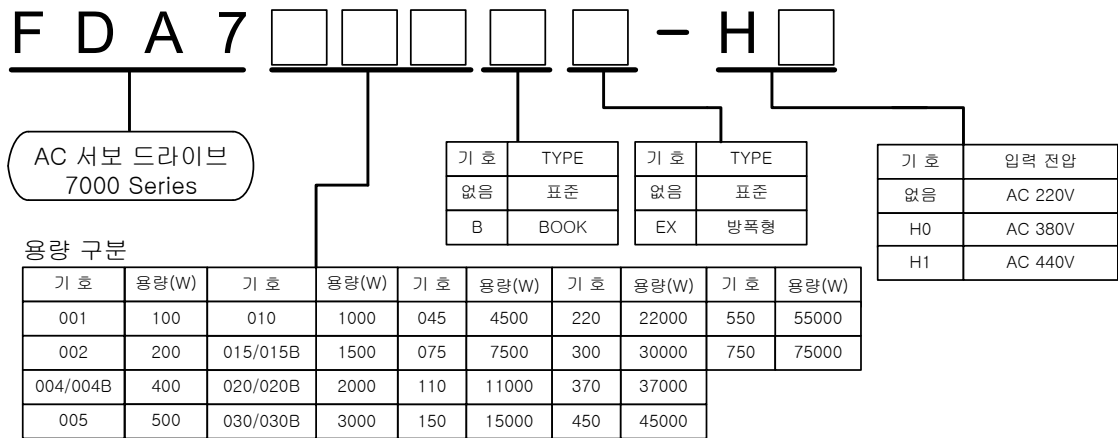 F D A 7 □ □ □ □ □ - H □
AC 서보 드라이브
7000 Series
기 호 TYPE
없음 표준
B BOOK
기 호 TYPE
없음 표준
EX 방폭형
기 호 입력 전압
없음 AC 220V
H0 AC 380V
H1 AC 440V
용량 구분
기 호 용량(W) 기 호 용량(W) 기 호 용량(W) 기 호 용량(W) 기 호 용량(W)
001 100 010 1000 045 4500 220 22000 550 55000
002 200 015/015B 1500 075 7500 300 30000 750 75000
004/004B 400 020/020B 2000 110 11000 370 37000
005 500 030/030B 3000 150 15000 450 45000